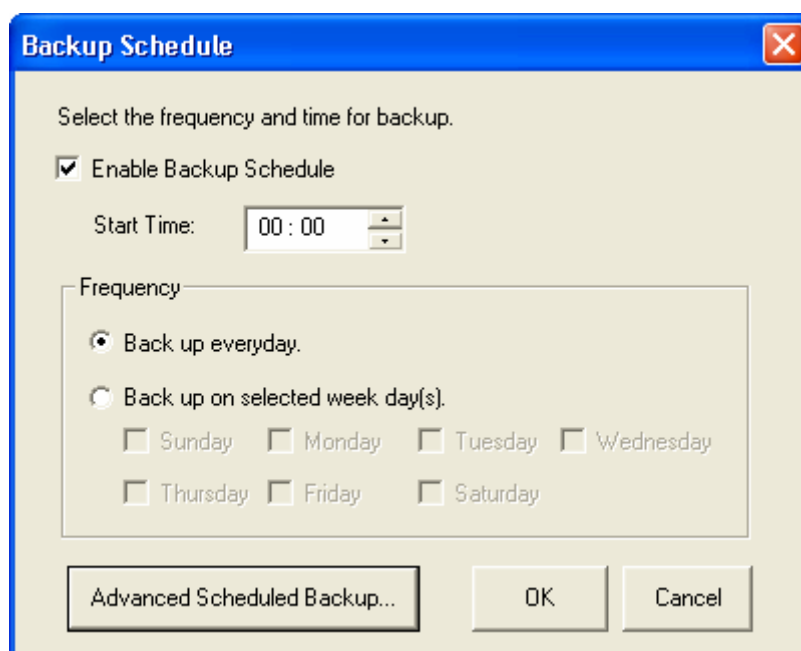 Backup Schedule
Select the frequency and time for backup.
Enable Backup Schedule
Start Time: 00 : 00
Frequency
Back up everyday.
Back up on selected week day(s).
Sunday Monday Tuesday Wednesday
Thursday Friday Saturday
Advanced Scheduled Backup... OK Cancel